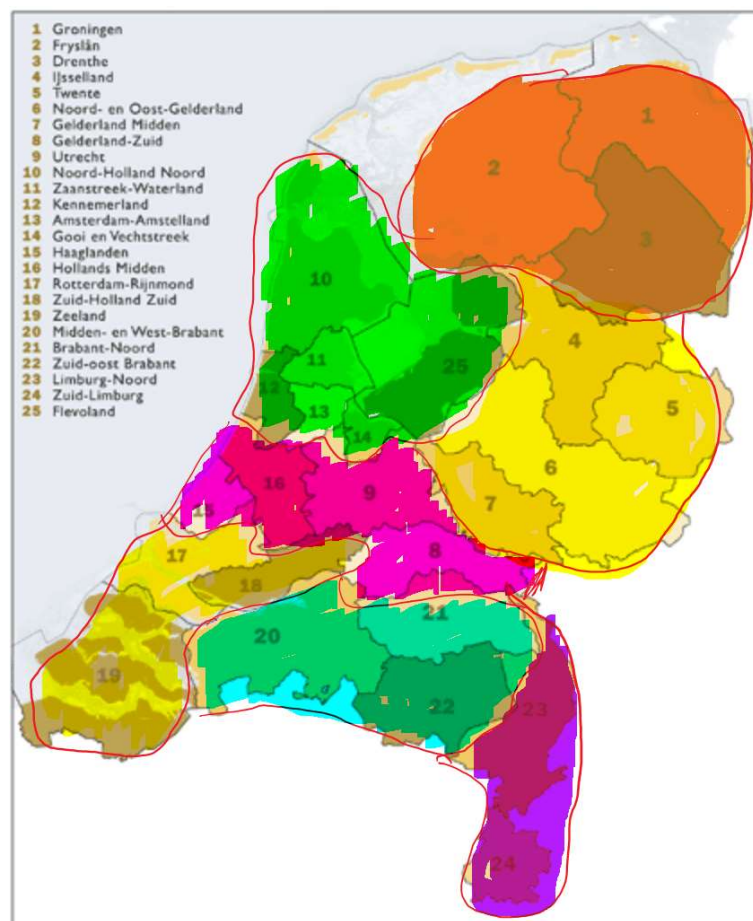 1 Groningen
2 Fryslân
3 Drenthe
4 IJsselland
5 Twente
6 Noord- en Oost-Gelderland
7 Gelderland Midden
8 Gelderland-Zuid
9 Utrecht
10 Noord-Holland Noord
11 Zaanstreek-Waterland
12 Kennemerland
13 Amsterdam-Amstelland
14 Gooi en Vechtstreek
15 Haaglanden
16 Hollands Midden
17 Rotterdam-Rijnmond
18 Zuid-Holland Zuid
19 Zeeland
20 Midden- en West-Brabant
21 Brabant-Noord
22 Zuid-oost Brabant
23 Limburg-Noord
24 Zuid-Limburg
25 Flevoland
1
2
3
10
4
11
25
12
5
13
14
6
16
9
7
15
17
8
18
21
20
19
22
23
24